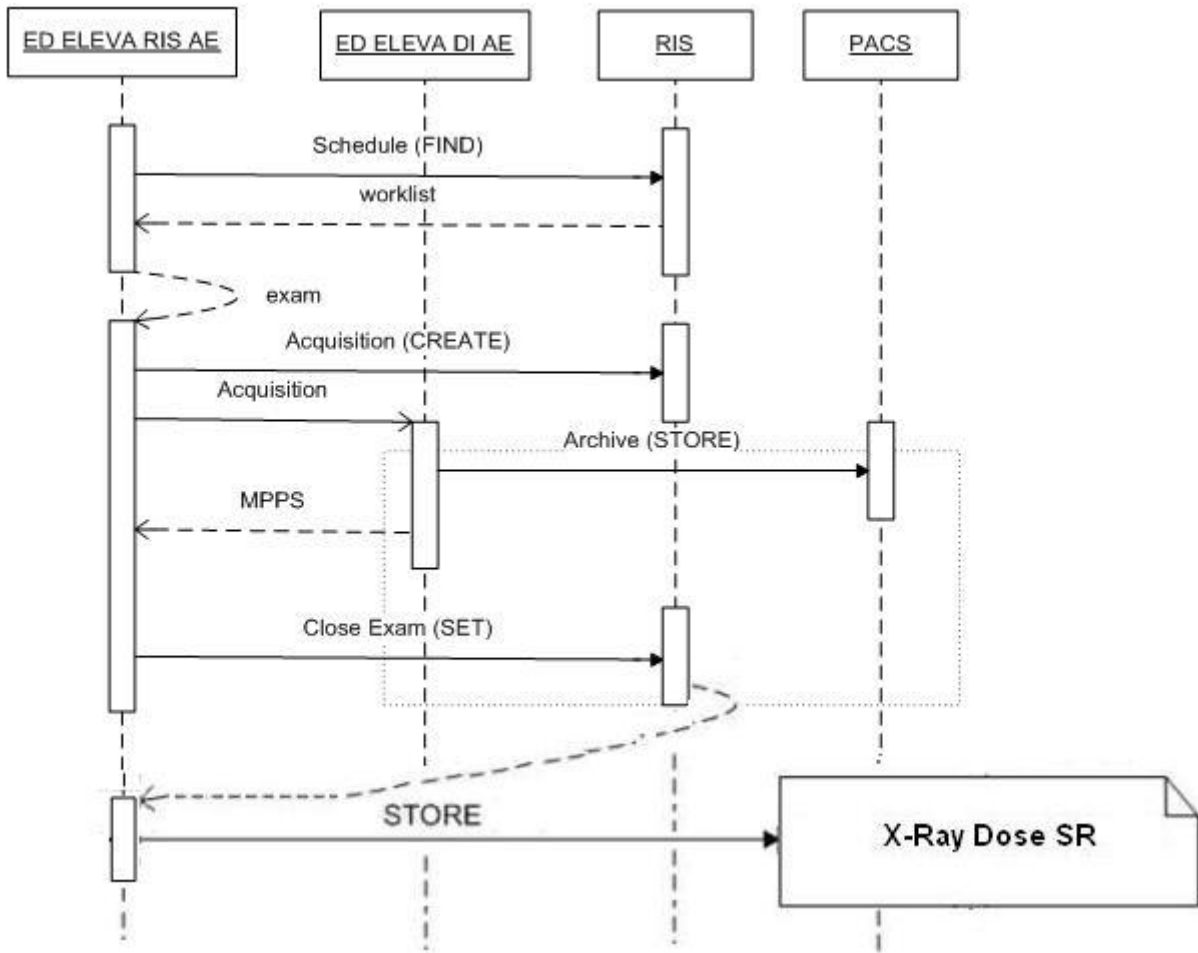 ED ELEVA RIS AE
ED ELEVA DI AE
RIS
PACS
Schedule (FIND)
worklist
exam
Acquisition (CREATE)
Acquisition
Archive (STORE)
MPPS
Close Exam (SET)
STORE
X-Ray Dose SR